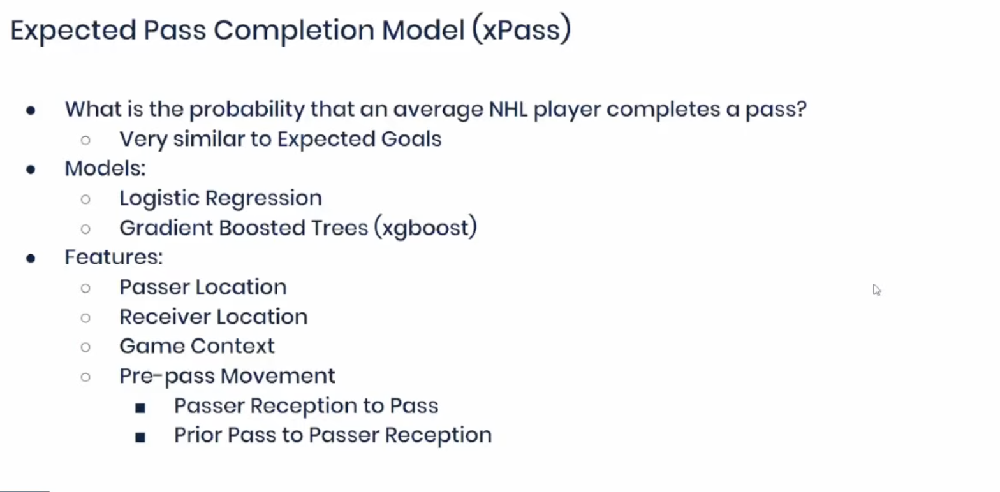 Expected Pass Completion Model (xPass)
● What is the probability that an average NHL player completes a pass?
○ Very similar to Expected Goals
● Models:
○ Logistic Regression
○ Gradient Boosted Trees (xgboost)
● Features:
○ Passer Location
○ Receiver Location
○ Game Context
○ Pre-pass Movement
■ Passer Reception to Pass
■ Prior Pass to Passer Reception